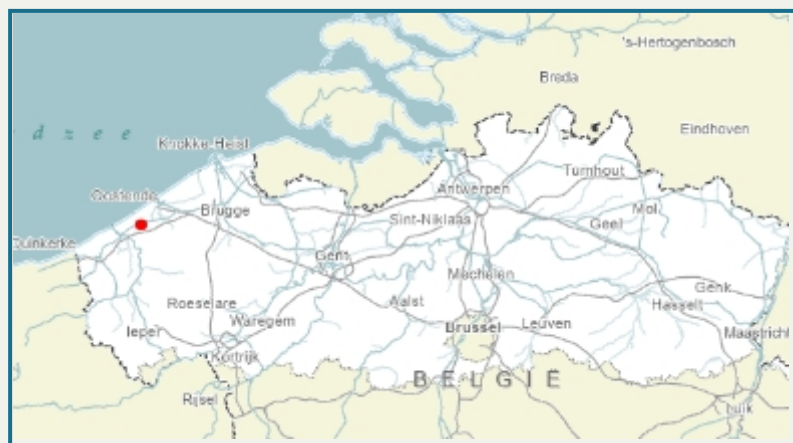 's-Hertogenbosch
Breda
Eindhoven
d z e e
Knokke-Heist
Turnhout
Oostende
Antwerpen
Mol
Brugge
Sint-Niklaas
Geel
Duinkerke
Gent
Mechelen
Genk
Roeselare
Aalst
Hasselt
Waregem
Ieper
Brussel
Leuven
Maastricht
Kortrijk
BELGIË
Rijsel
Luik